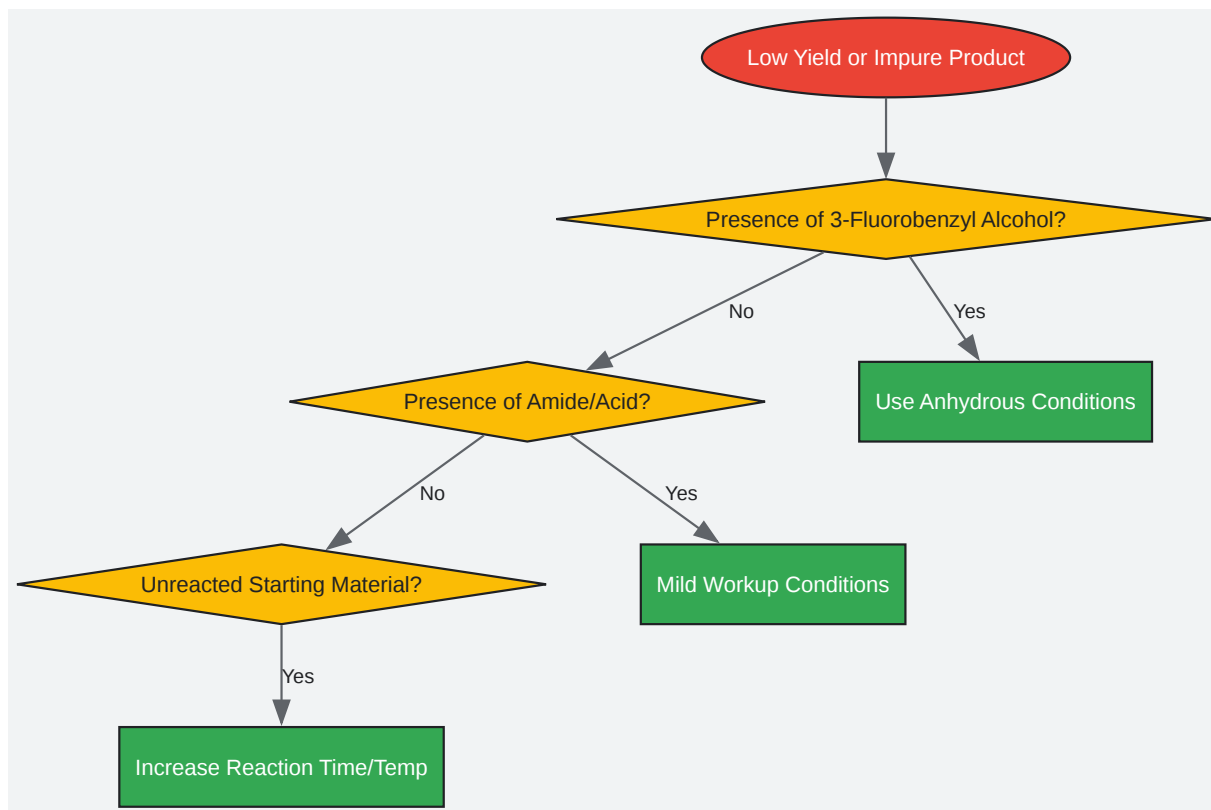 Low Yield or Impure Product
Presence of 3-Fluorobenzyl Alcohol?
No
Yes
Presence of Amide/Acid?
Use Anhydrous Conditions
No
Yes
Unreacted Starting Material?
Mild Workup Conditions
Yes
Increase Reaction Time/Temp